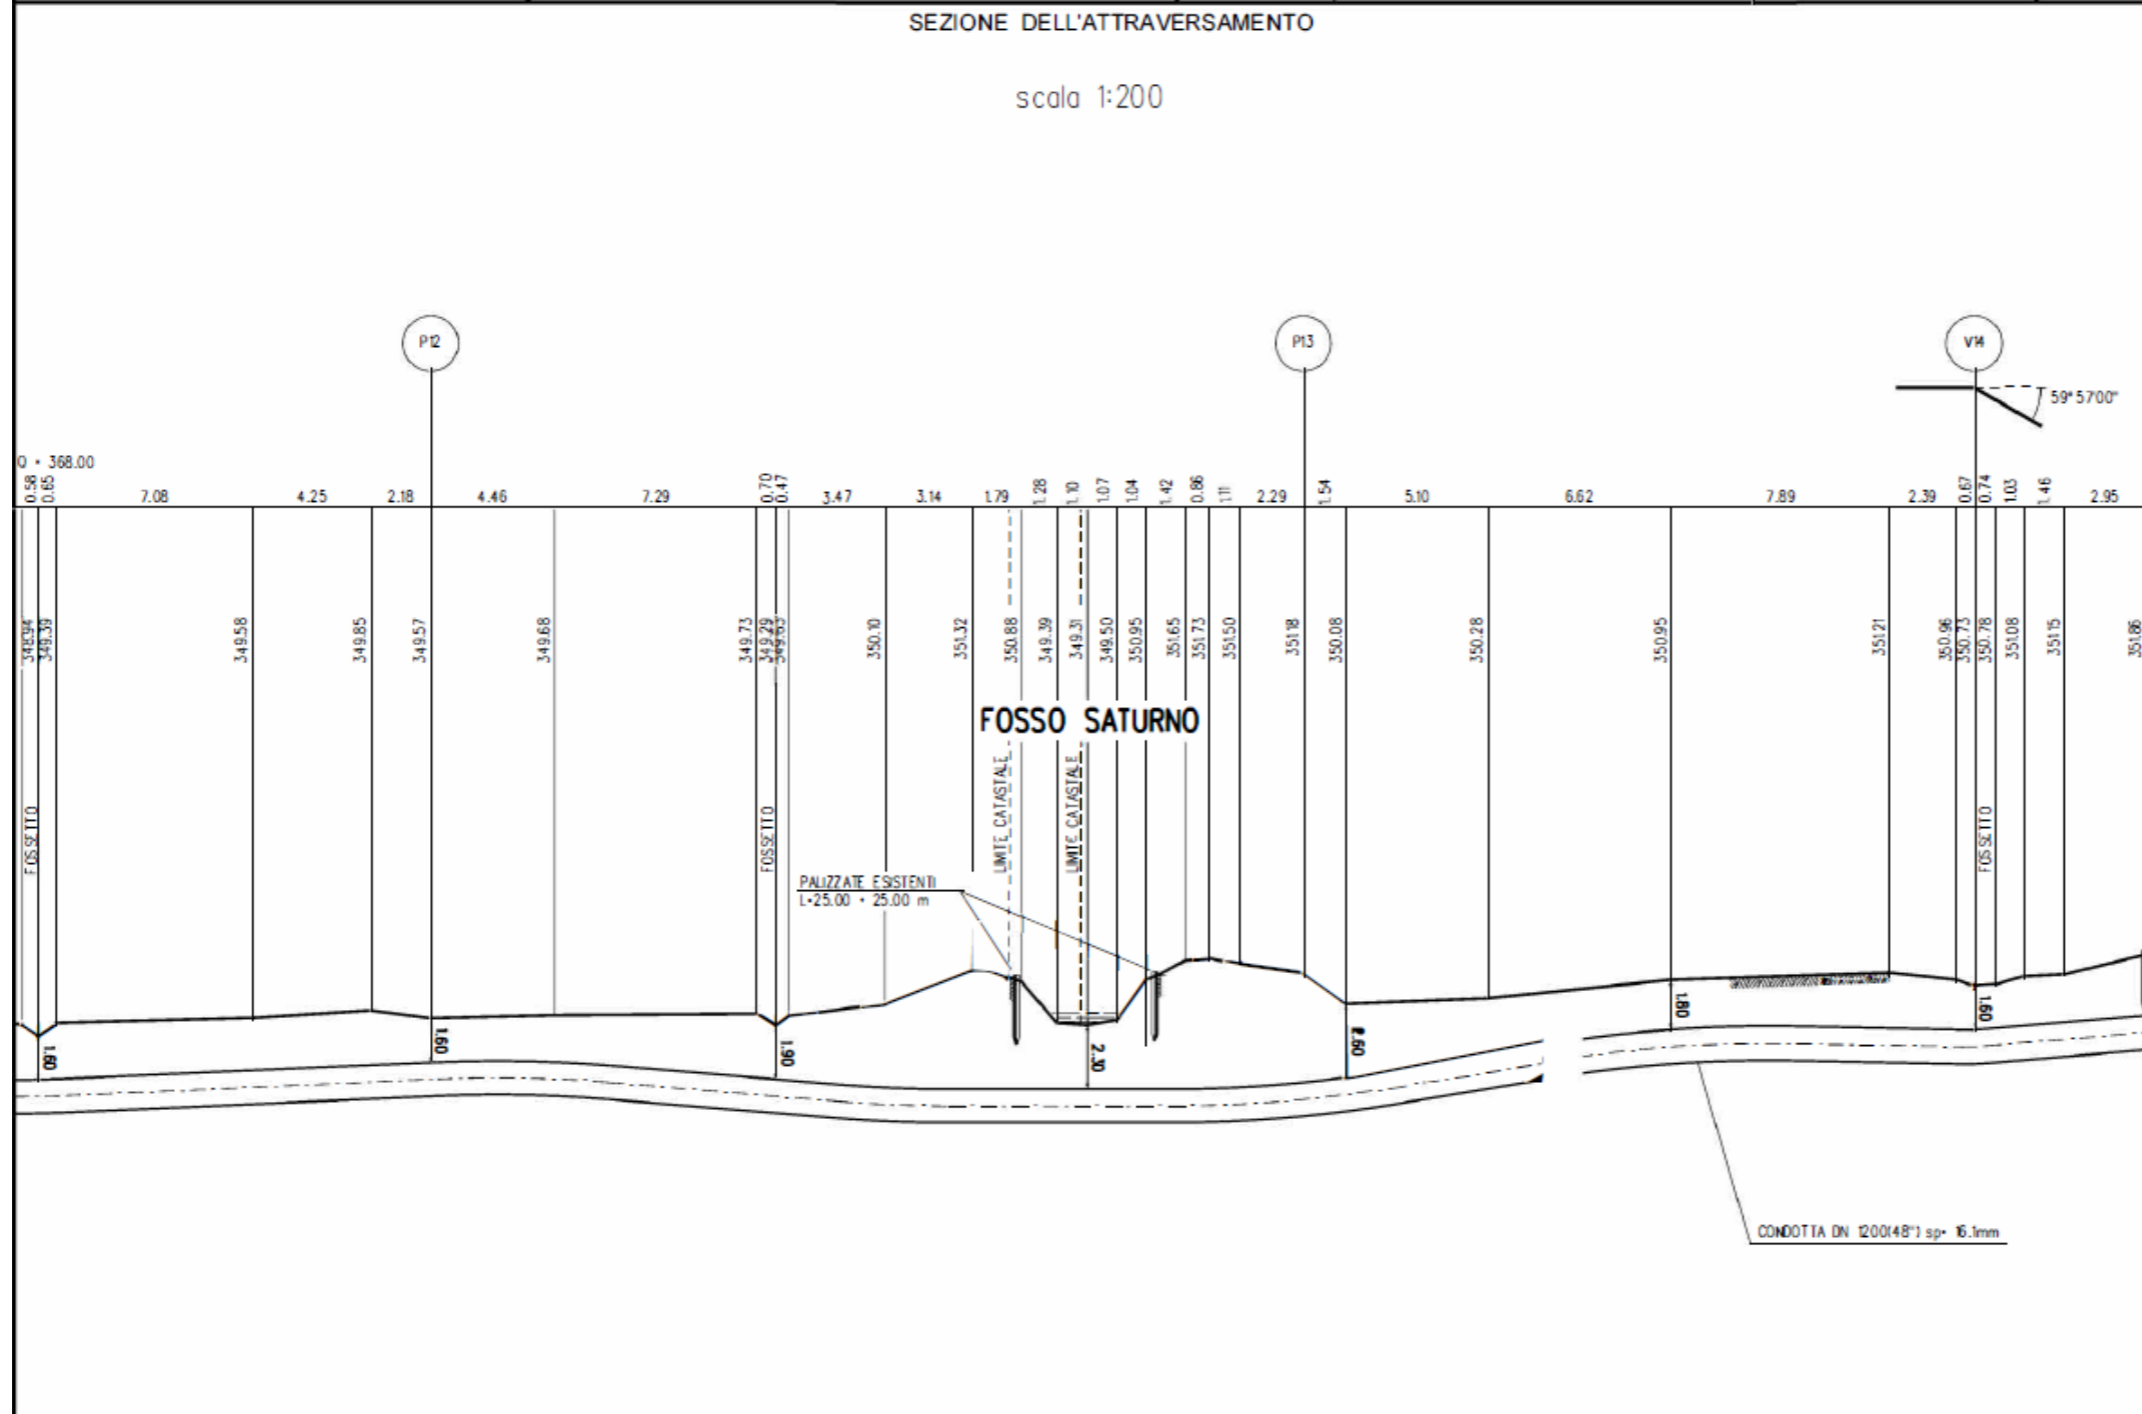 SEZIONE DELL'ATTRAVERSAMENTO
scala 1:200
P12
P13
V14
59°57'00"
Q = 368.00
0.58 0.65 7.08 4.25 2.18 4.46 7.29 0.70 0.47 3.47 3.14 1.79 1.28 1.10 1.07 1.04 1.42 0.86 1.11 2.29 1.54 5.10 6.62 7.89 2.39 0.67 0.74 1.03 1.46 2.95
348.94 349.39 349.58 349.85 349.57 349.68 349.73 349.29 349.63 350.10 351.32 350.88 349.39 349.31 349.50 350.95 351.65 351.73 351.50 351.18 350.08 350.28 350.95 351.21 350.96 350.73 350.78 351.08 351.15 351.86
FOSSO SATURNO
LIMITE CATASTALE
LIMITE CATASTALE
FOSSETTO
FOSSETTO
FOSSETTO
PALIZZATE ESISTENTI
L=25.00 + 25.00 m
1.60 1.60 1.90 2.30 2.60 1.80 1.60
CONDOTTA DN 1200(48") sp= 16.1mm